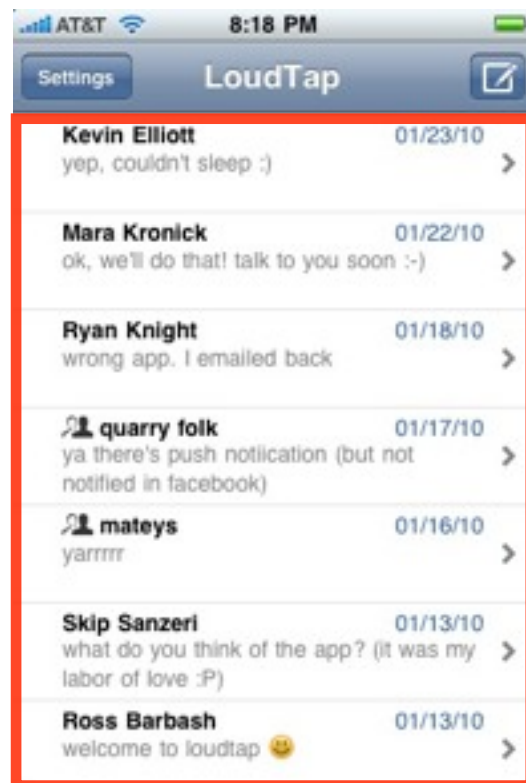 AT&T 8:18 PM
Settings LoudTap
Kevin Elliott 01/23/10
yep, couldn't sleep :)
Mara Kronick 01/22/10
ok, we'll do that! talk to you soon :-)
Ryan Knight 01/18/10
wrong app. I emailed back
quarry folk 01/17/10
ya there's push notiication (but not
notified in facebook)
mateys 01/16/10
yarrrrr
Skip Sanzeri 01/13/10
what do you think of the app? (it was my
labor of love :P)
Ross Barbash 01/13/10
welcome to loudtap 😃